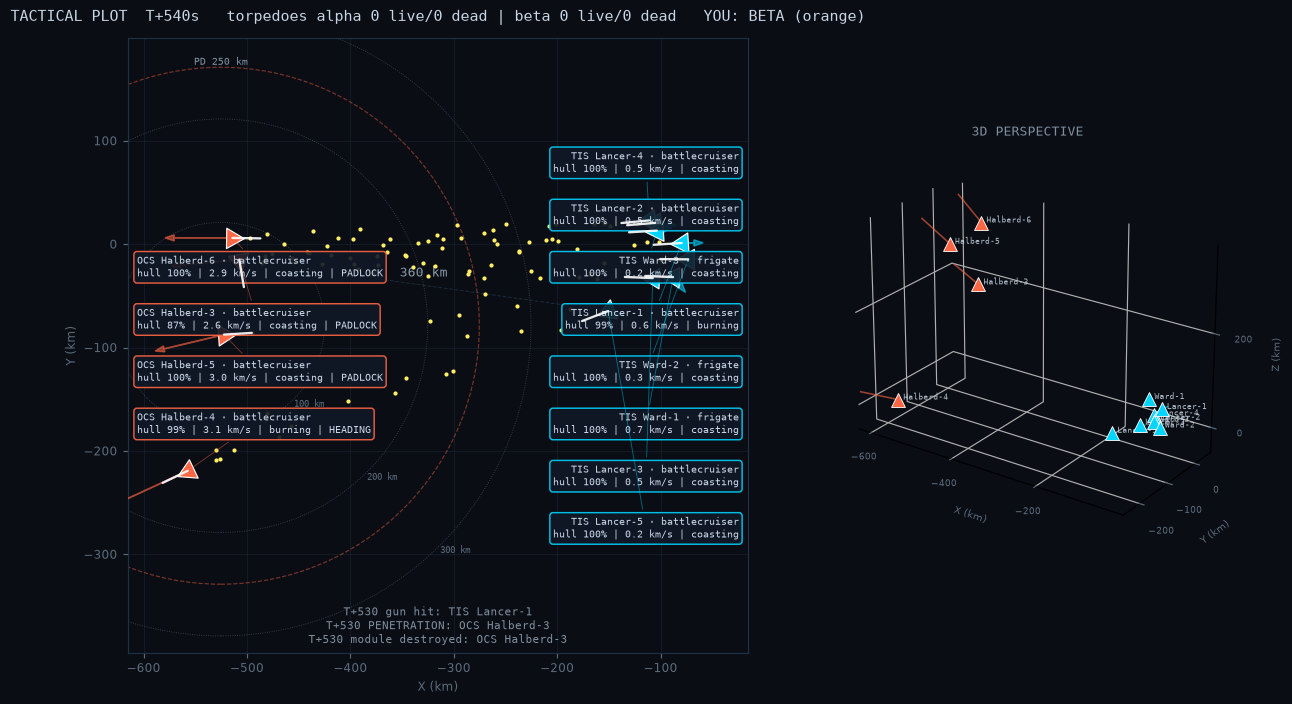 TACTICAL PLOT  T+540s   torpedoes alpha 0 live/0 dead | beta 0 live/0 dead   YOU: BETA (orange)
PD 250 km
3D PERSPECTIVE
100
0
−100
−200
−300
Y (km)
TIS Lancer-4 · battlecruiser
hull 100% | 0.5 km/s | coasting
TIS Lancer-2 · battlecruiser
hull 100% | 0.5 km/s | coasting
OCS Halberd-6 · battlecruiser
hull 100% | 2.9 km/s | coasting | PADLOCK
360 km
TIS Ward-3 · frigate
hull 100% | 0.2 km/s | coasting
OCS Halberd-3 · battlecruiser
hull 87% | 2.6 km/s | coasting | PADLOCK
TIS Lancer-1 · battlecruiser
hull 99% | 0.6 km/s | burning
OCS Halberd-5 · battlecruiser
hull 100% | 3.0 km/s | coasting | PADLOCK
TIS Ward-2 · frigate
hull 100% | 0.3 km/s | coasting
100 km
OCS Halberd-4 · battlecruiser
hull 99% | 3.1 km/s | burning | HEADING
TIS Ward-1 · frigate
hull 100% | 0.7 km/s | coasting
200 km
TIS Lancer-3 · battlecruiser
hull 100% | 0.5 km/s | coasting
TIS Lancer-5 · battlecruiser
hull 100% | 0.2 km/s | coasting
300 km
T+530 gun hit: TIS Lancer-1
T+530 PENETRATION: OCS Halberd-3
T+530 module destroyed: OCS Halberd-3
−600
−500
−400
−300
−200
−100
X (km)
Halberd-6
Halberd-5
Halberd-3
Halberd-4
Ward-1
Lancer-1
Ward-2
200
0
Z (km)
−600
−400
−200
X (km)
0
−100
−200
Y (km)